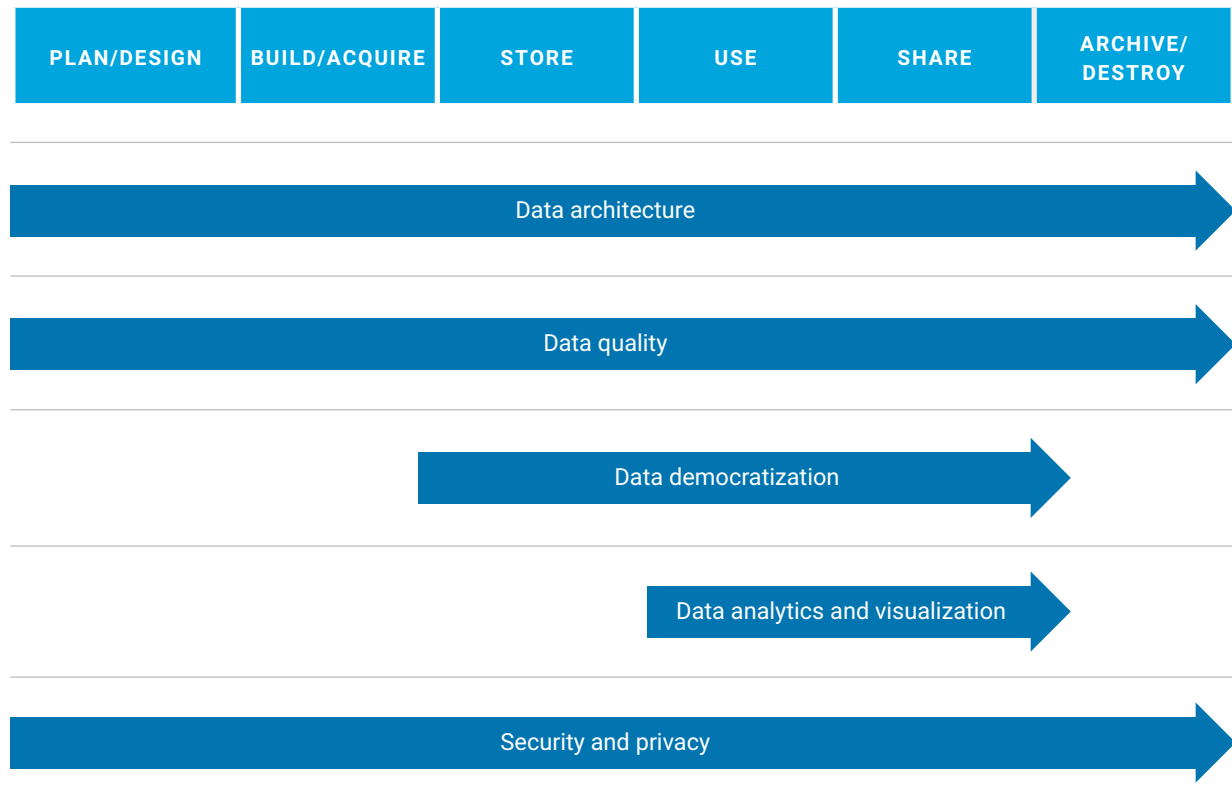 PLAN/DESIGN
BUILD/ACQUIRE
STORE
USE
SHARE
ARCHIVE/
DESTROY
Data architecture
Data quality
Data democratization
Data analytics and visualization
Security and privacy